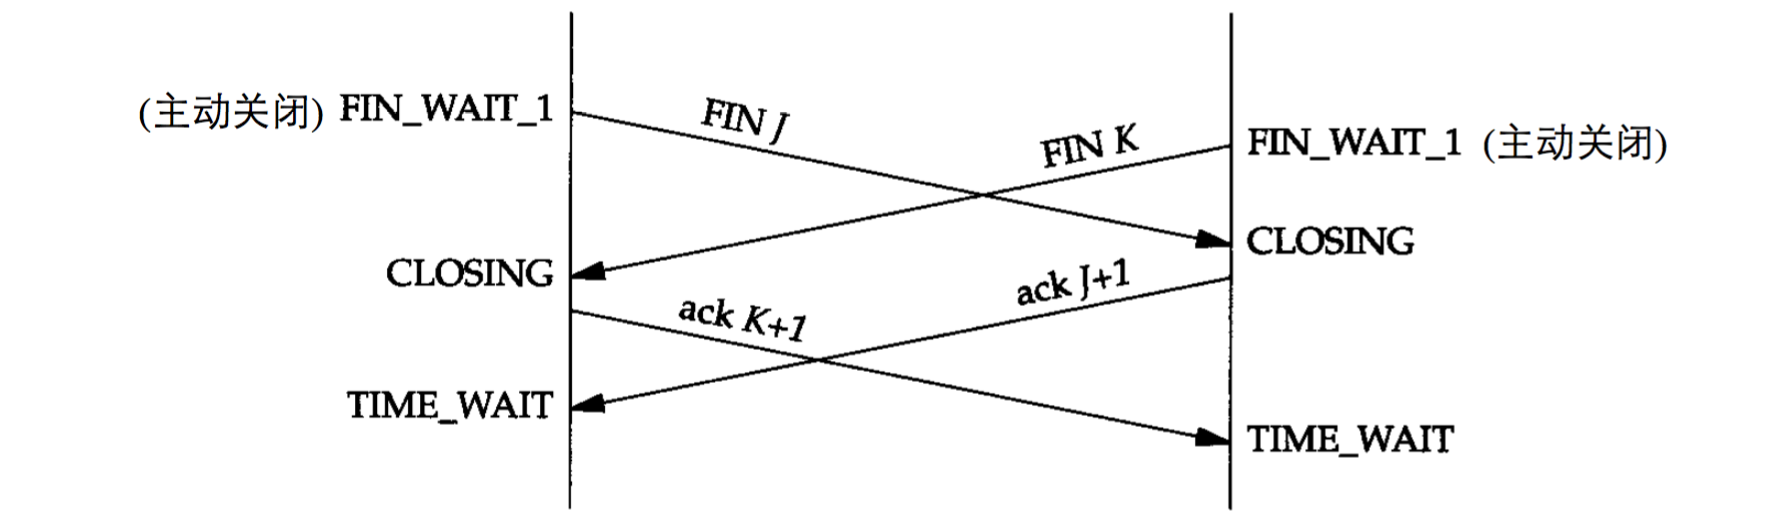 (主动关闭) FIN_WAIT_1
FIN J
FIN K
FIN_WAIT_1 (主动关闭)
CLOSING
CLOSING
ack J+1
ack K+1
TIME_WAIT
TIME_WAIT